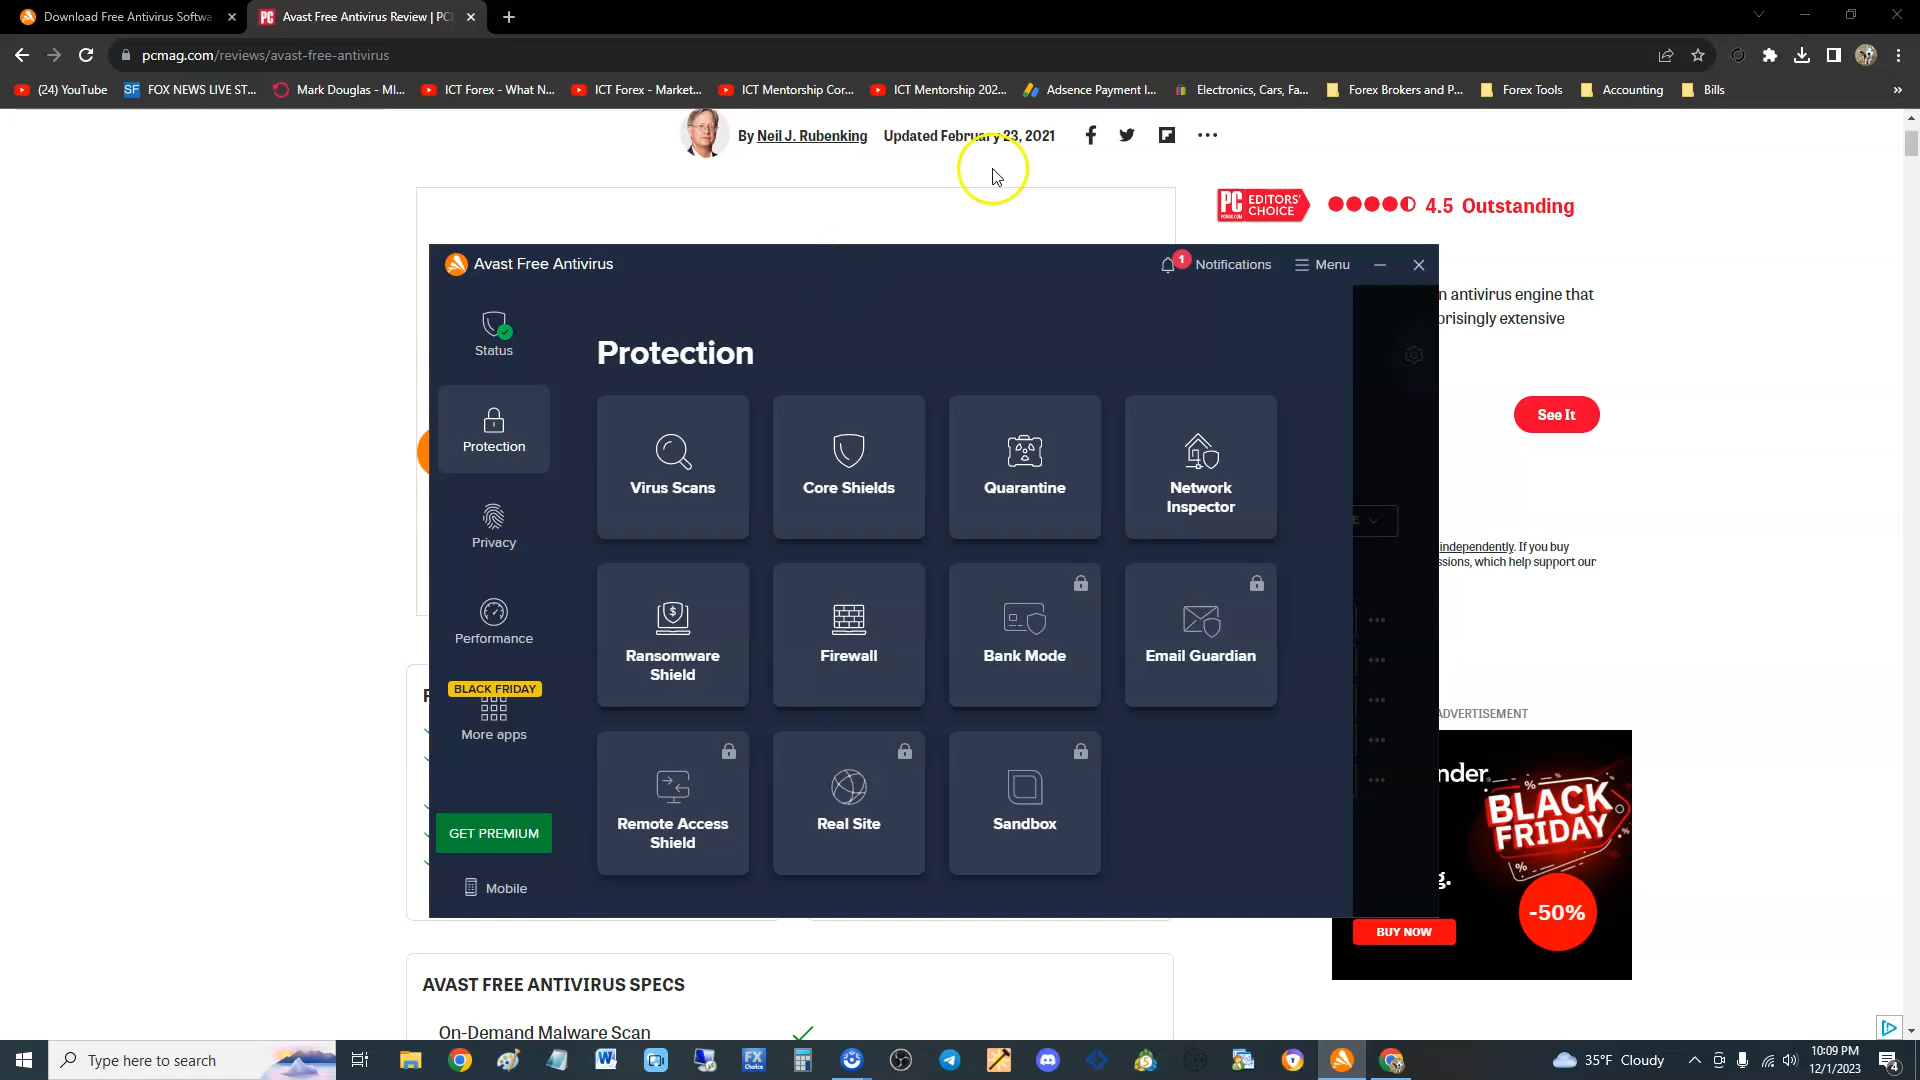 Download Free Antivirus Softwa
Avast Free Antivirus Review | PC
pcmag.com/reviews/avast-free-antivirus
(24) YouTube
FOX NEWS LIVE ST...
Mark Douglas - MI...
ICT Forex - What N...
ICT Forex - Market...
ICT Mentorship Cor...
ICT Mentorship 202...
Adsence Payment I...
Electronics, Cars, Fa...
Forex Brokers and P...
Forex Tools
Accounting
Bills
»
By Neil J. Rubenking Updated February 23, 2021
PC EDITORS' CHOICE
4.5 Outstanding
Avast Free Antivirus
1 Notifications
Menu
n antivirus engine that
prisingly extensive
Status
Protection
Privacy
Performance
BLACK FRIDAY
More apps
GET PREMIUM
Mobile
Protection
Virus Scans
Core Shields
Quarantine
Network
Inspector
Ransomware
Shield
Firewall
Bank Mode
Email Guardian
Remote Access
Shield
Real Site
Sandbox
See It
E
independently. If you buy
ssions, which help support our
ADVERTISEMENT
nder
BLACK
FRIDAY
g.
-50%
BUY NOW
AVAST FREE ANTIVIRUS SPECS
On-Demand Malware Scan
Type here to search
35°F Cloudy
10:09 PM
12/1/2023
4